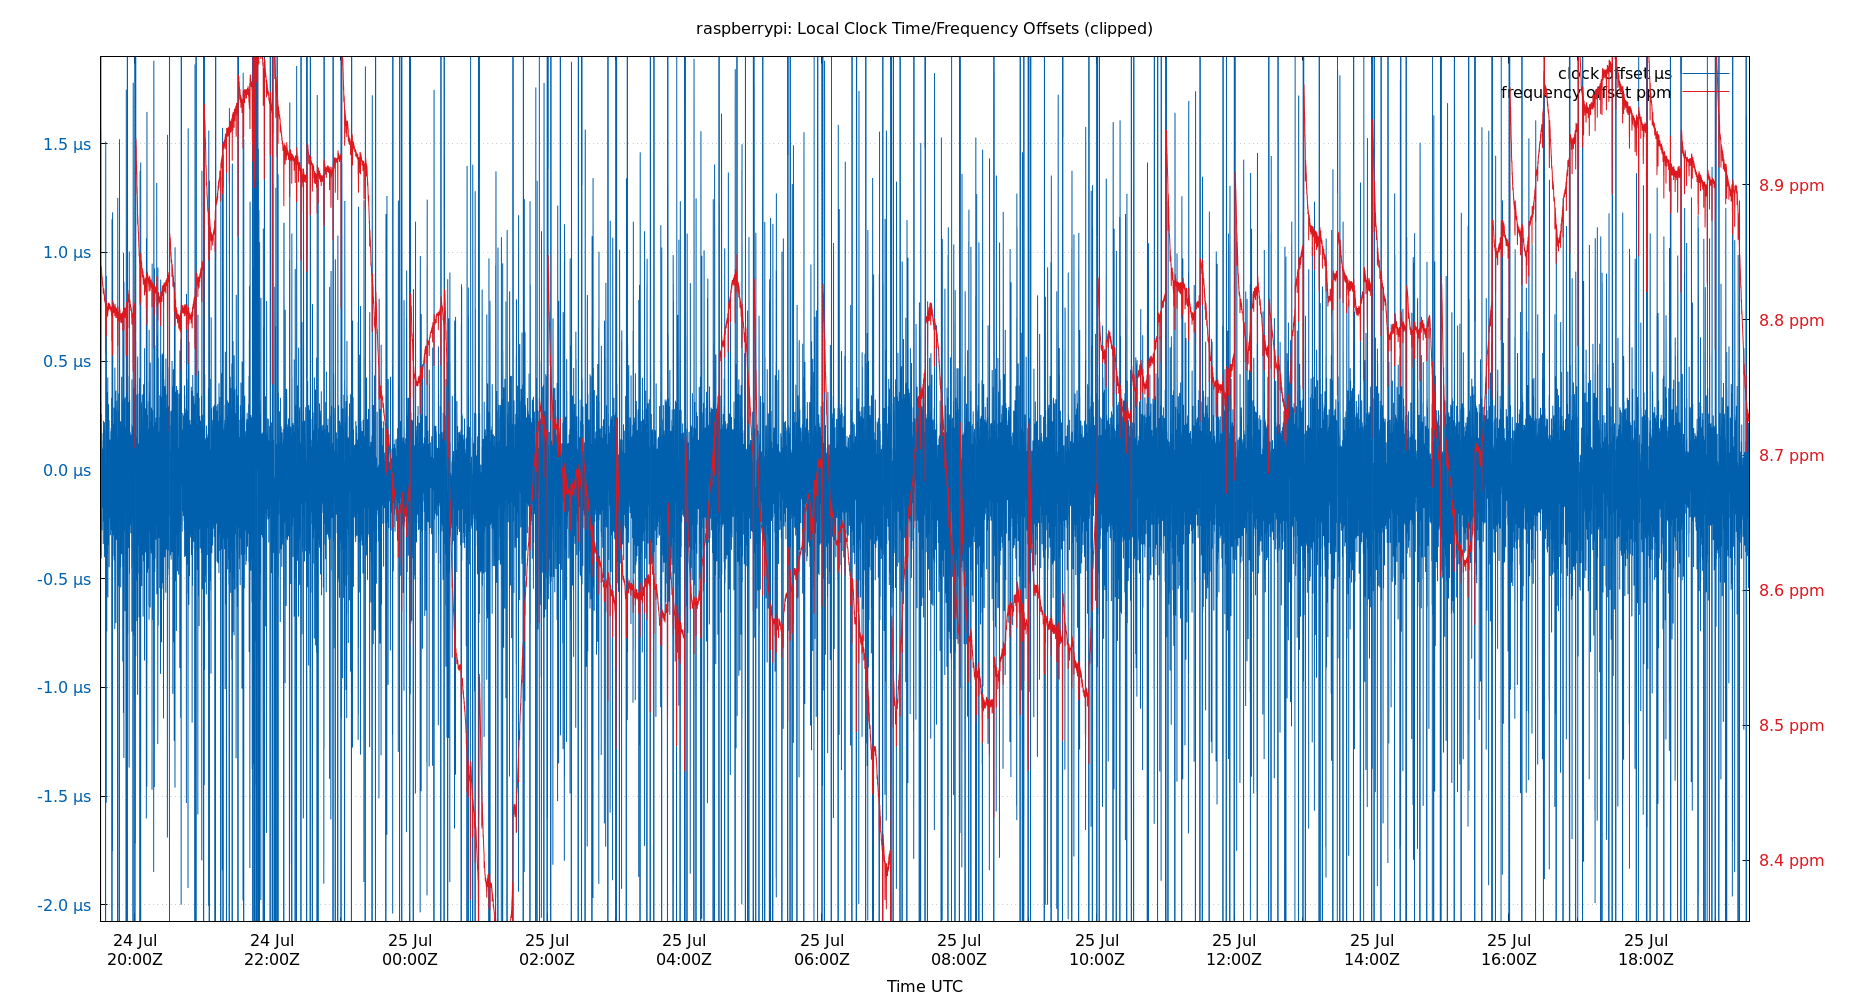 raspberrypi: Local Clock Time/Frequency Offsets (clipped)
clock offset µs
frequency offset ppm
1.5 µs
1.0 µs
0.5 µs
0.0 µs
-0.5 µs
-1.0 µs
-1.5 µs
-2.0 µs
8.9 ppm
8.8 ppm
8.7 ppm
8.6 ppm
8.5 ppm
8.4 ppm
24 Jul 24 Jul 25 Jul 25 Jul 25 Jul 25 Jul 25 Jul 25 Jul 25 Jul 25 Jul 25 Jul 25 Jul
20:00Z 22:00Z 00:00Z 02:00Z 04:00Z 06:00Z 08:00Z 10:00Z 12:00Z 14:00Z 16:00Z 18:00Z
Time UTC